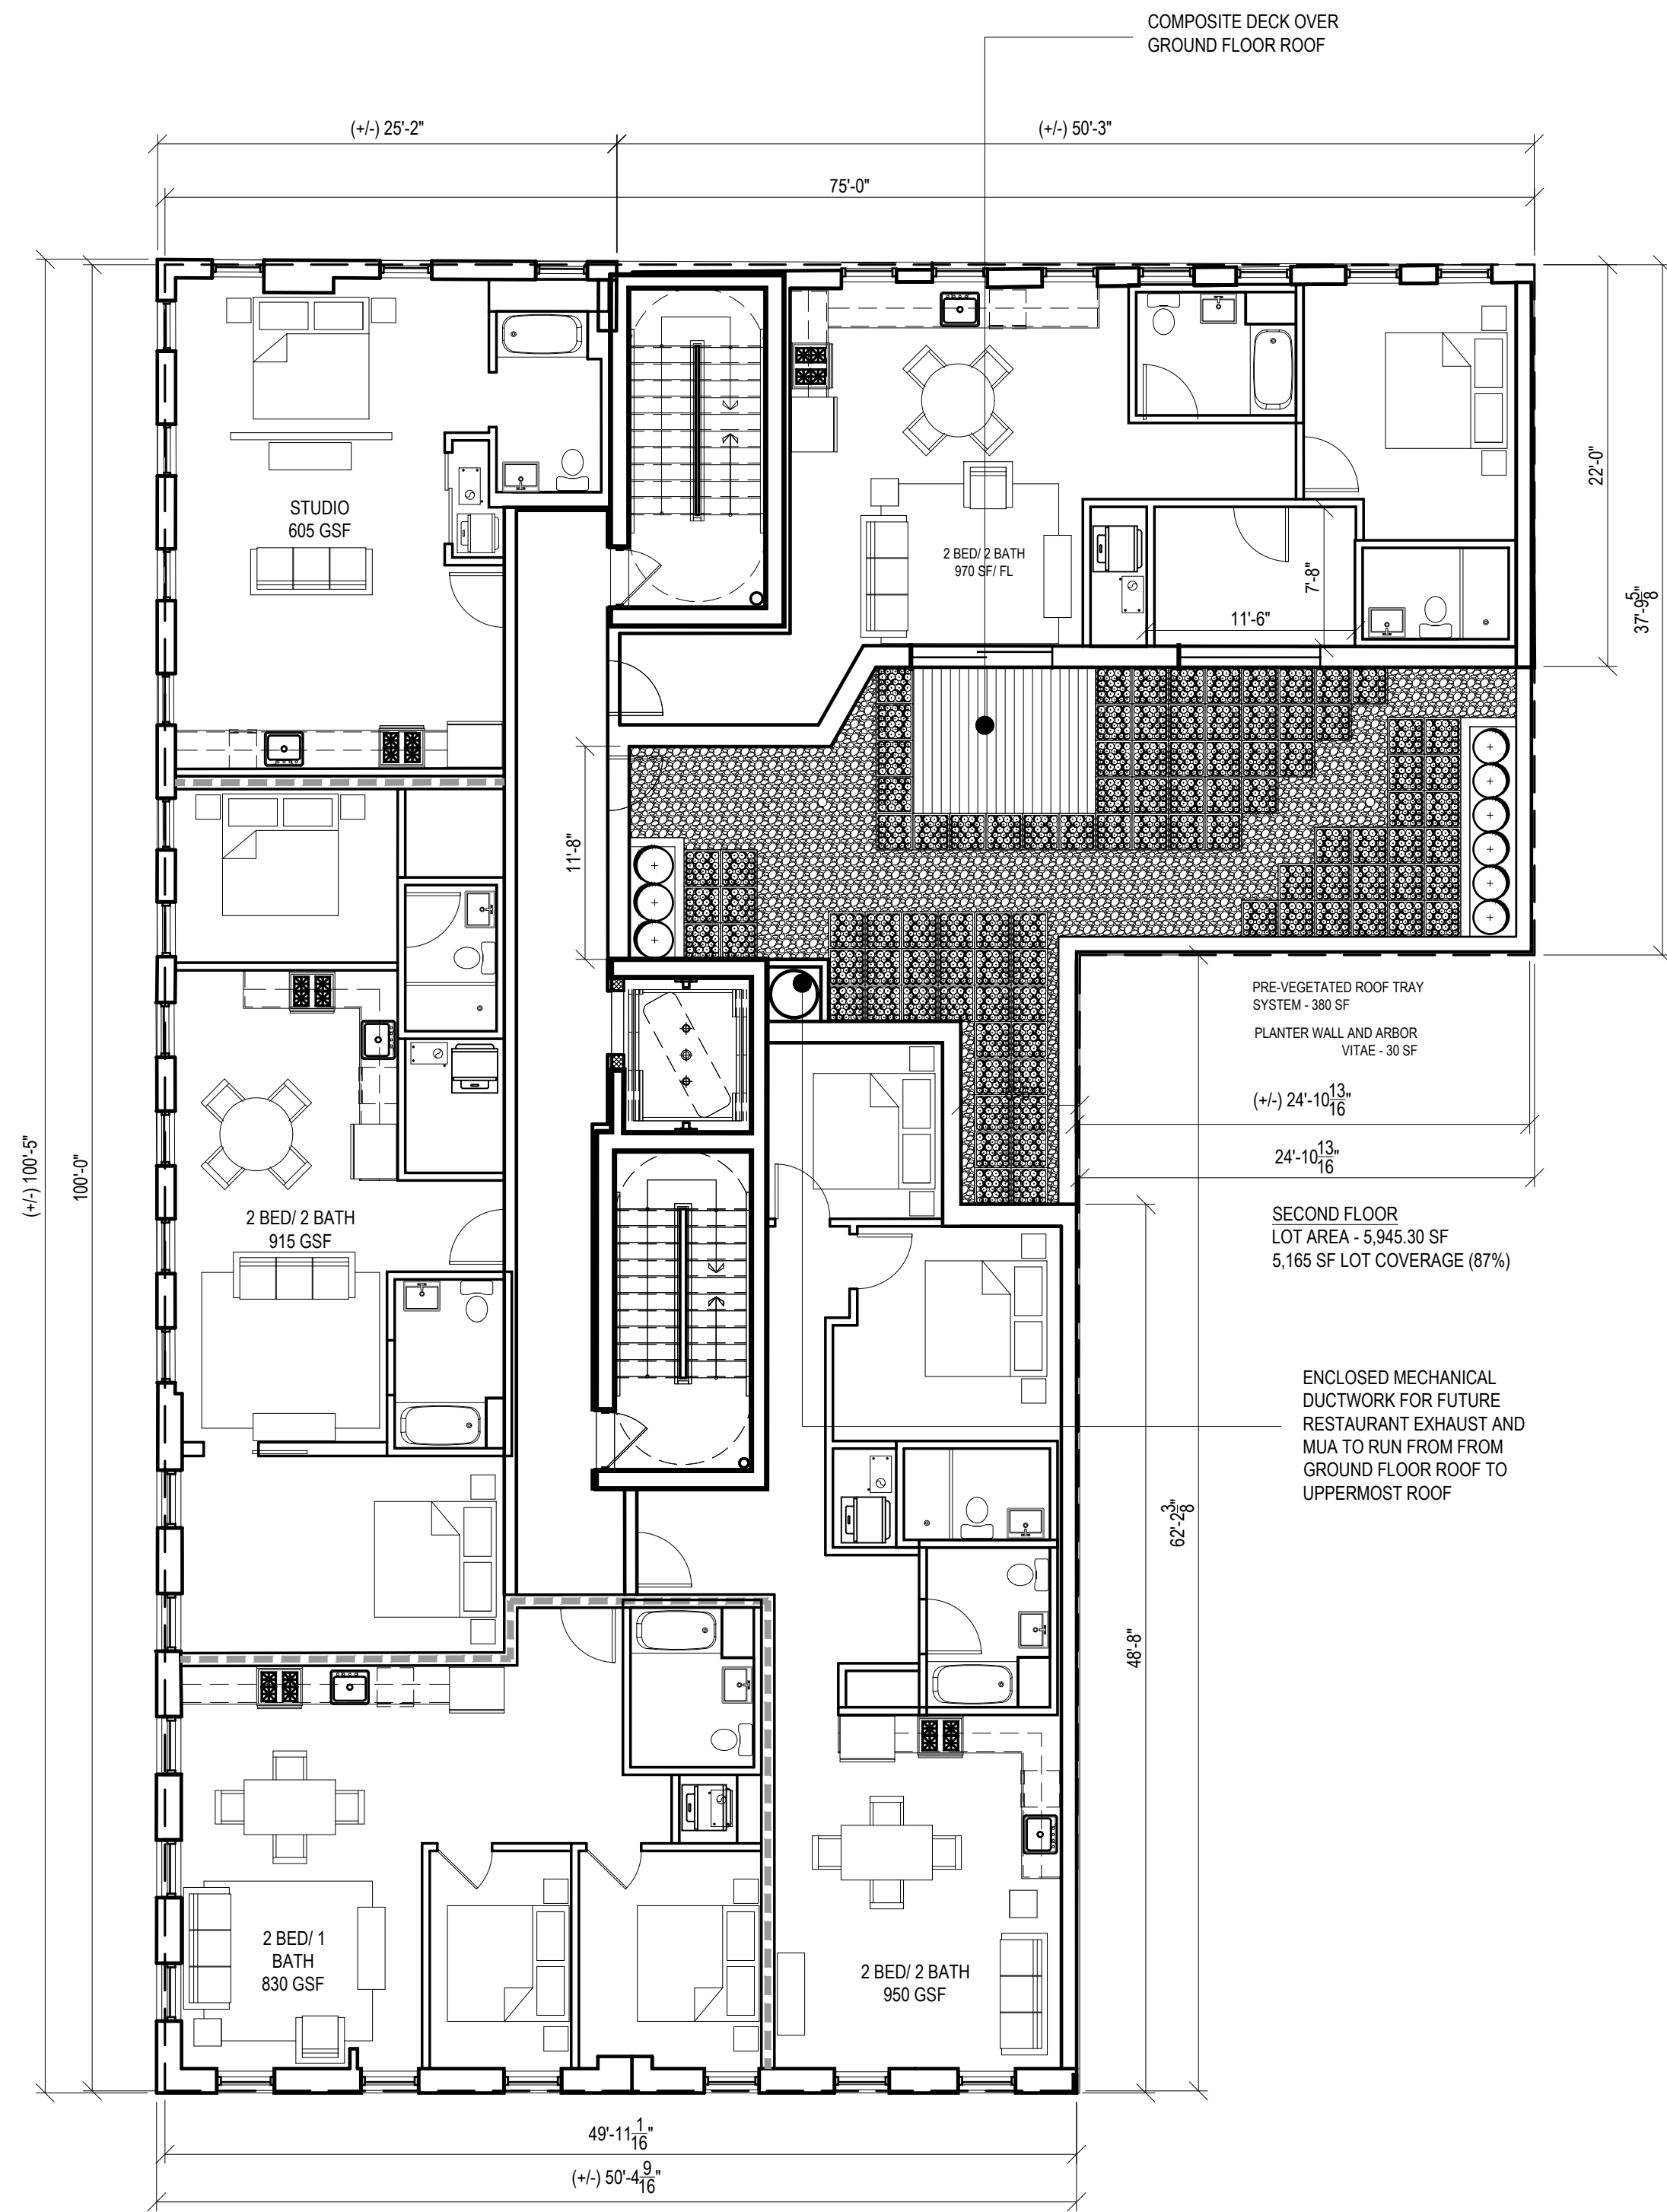 COMPOSITE DECK OVER
GROUND FLOOR ROOF
(+/-) 25'-2"
(+/-) 50'-3"
75'-0"
STUDIO
605 GSF
2 BED/ 2 BATH
970 SF/ FL
7'-8"
11'-6"
22'-0"
37'-9 5/8"
11'-8"
PRE-VEGETATED ROOF TRAY
SYSTEM - 380 SF
PLANTER WALL AND ARBOR
VITAE - 30 SF
(+/-) 24'-10 13/16"
24'-10 13/16"
(+/-) 100'-5"
100'-0"
2 BED/ 2 BATH
915 GSF
SECOND FLOOR
LOT AREA - 5,945.30 SF
5,165 SF LOT COVERAGE (87%)
ENCLOSED MECHANICAL
DUCTWORK FOR FUTURE
RESTAURANT EXHAUST AND
MUA TO RUN FROM FROM
GROUND FLOOR ROOF TO
UPPERMOST ROOF
62'-2 3/8"
48'-8"
2 BED/ 1
BATH
830 GSF
2 BED/ 2 BATH
950 GSF
49'-11 1/16"
(+/-) 50'-4 9/16"